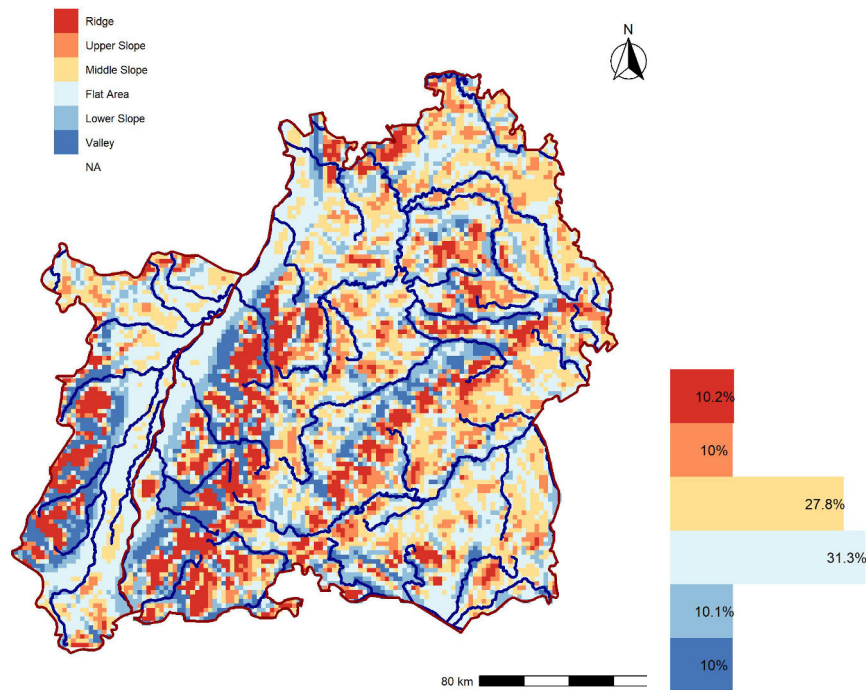 Ridge
Upper Slope
Middle Slope
Flat Area
Lower Slope
Valley
NA
N
10.2%
10%
27.8%
31.3%
10.1%
10%
80 km